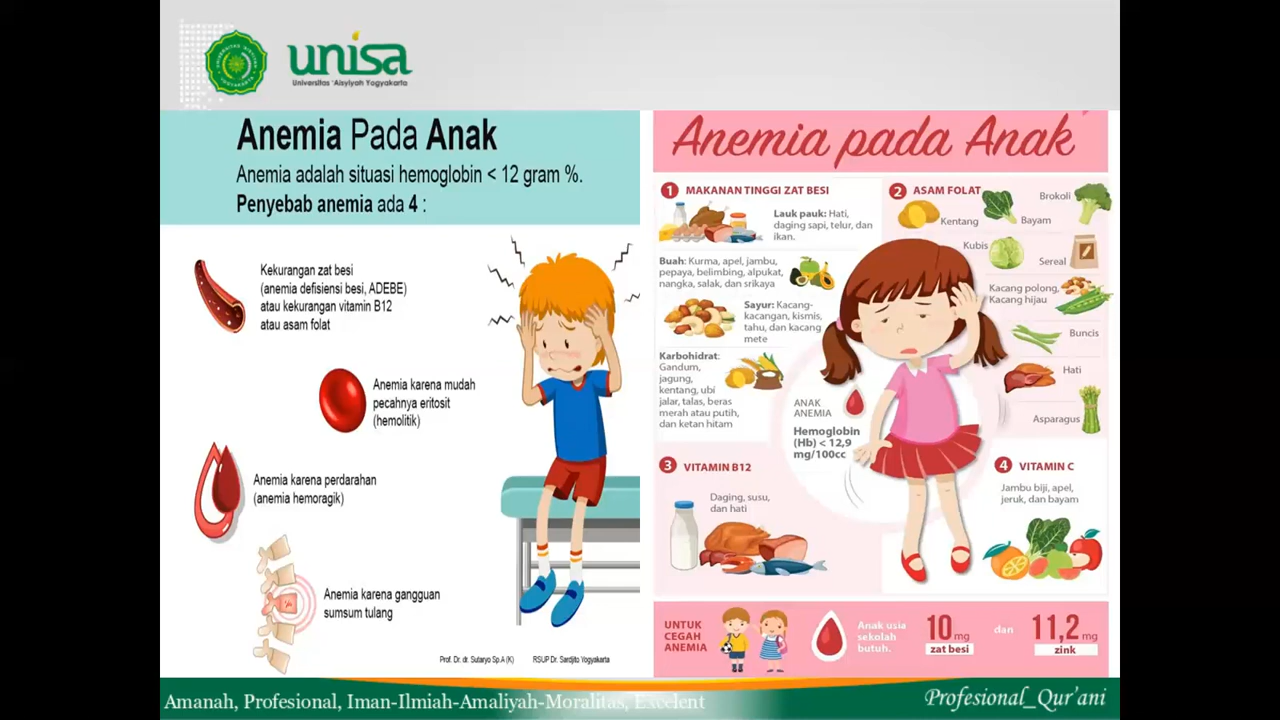 unisa
Universitas 'Aisyiyah Yogyakarta
Anemia Pada Anak
Anemia adalah situasi hemoglobin < 12 gram %.
Penyebab anemia ada 4 :
Kekurangan zat besi
(anemia defisiensi besi, ADEBE)
atau kekurangan vitamin B12
atau asam folat
Anemia karena mudah
pecahnya eritosit
(hemolitik)
Anemia karena perdarahan
(anemia hemoragik)
Anemia karena gangguan
sumsum tulang
Prof. Dr. dr. Sutaryo Sp.A (K) RSUP Dr. Sardjito Yogyakarta
Anemia pada Anak
1 MAKANAN TINGGI ZAT BESI
Lauk pauk: Hati,
daging sapi, telur, dan
ikan.
Buah: Kurma, apel, jambu,
pepaya, belimbing, alpukat,
nangka, salak, dan srikaya
Sayur: Kacang-
kacangan, kismis,
tahu, dan kacang
mete
Karbohidrat:
Gandum,
jagung,
kentang, ubi
jalar, talas, beras
merah atau putih,
dan ketan hitam
2 ASAM FOLAT
Brokoli
Kentang
Bayam
Kubis
Sereal
Kacang polong,
Kacang hijau
Buncis
Hati
Asparagus
ANAK
ANEMIA
Hemoglobin
(Hb) < 12,9
mg/100cc
3 VITAMIN B12
Daging, susu,
dan hati
4 VITAMIN C
Jambu biji, apel,
jeruk, dan bayam
UNTUK
CEGAH
ANEMIA
Anak usia
sekolah
butuh.
10 mg
zat besi
dan
11,2 mg
zink
Amanah, Profesional, Iman-Ilmiah-Amaliyah-Moralitas, Excelent
Profesional_Qur'ani